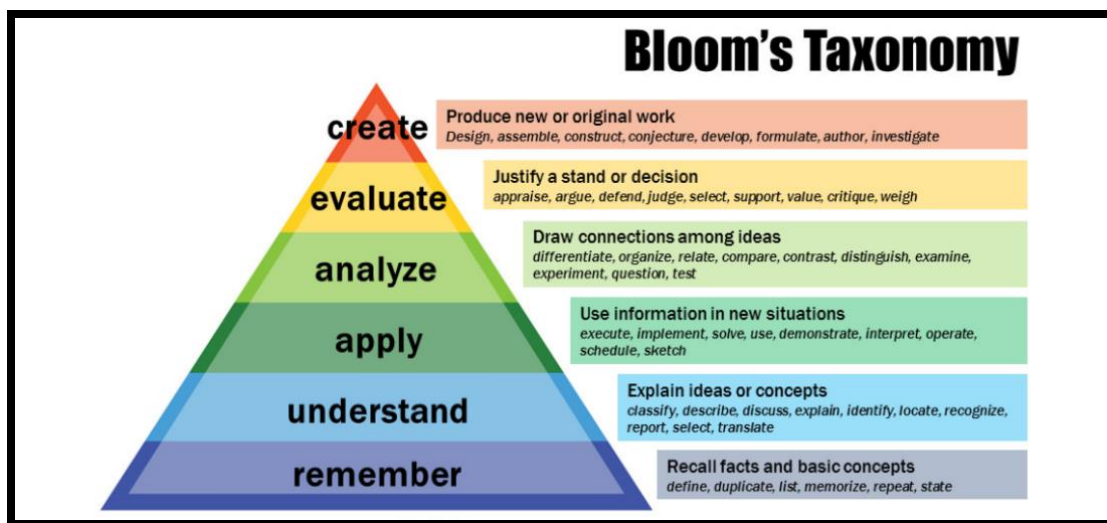 Bloom's Taxonomy
create
Produce new or original work
Design, assemble, construct, conjecture, develop, formulate, author, investigate
evaluate
Justify a stand or decision
appraise, argue, defend, judge, select, support, value, critique, weigh
analyze
Draw connections among ideas
differentiate, organize, relate, compare, contrast, distinguish, examine,
experiment, question, test
apply
Use information in new situations
execute, implement, solve, use, demonstrate, interpret, operate,
schedule, sketch
understand
Explain ideas or concepts
classify, describe, discuss, explain, identify, locate, recognize,
report, select, translate
remember
Recall facts and basic concepts
define, duplicate, list, memorize, repeat, state